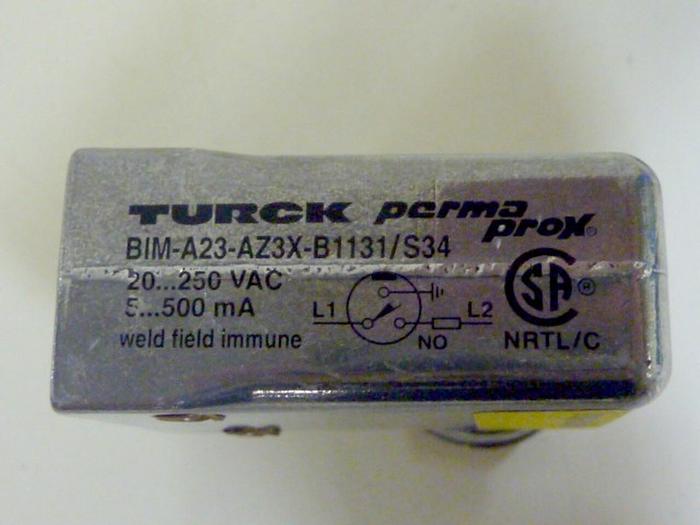 TURCK perma prox®
BIM-A23-AZ3X-B1131/S34
20...250 VAC
5...500 mA
weld field immune
L1
L2
NO
CSA®
NRTL/C